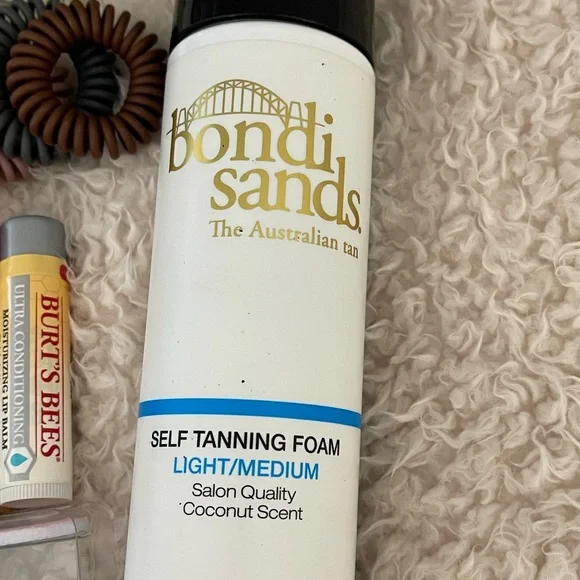 bondi
sands.
The Australian tan
SELF TANNING FOAM
LIGHT/MEDIUM
Salon Quality
Coconut Scent
BURT'S BEES®
ULTRA CONDITIONING
MOISTURIZING LIP BALM